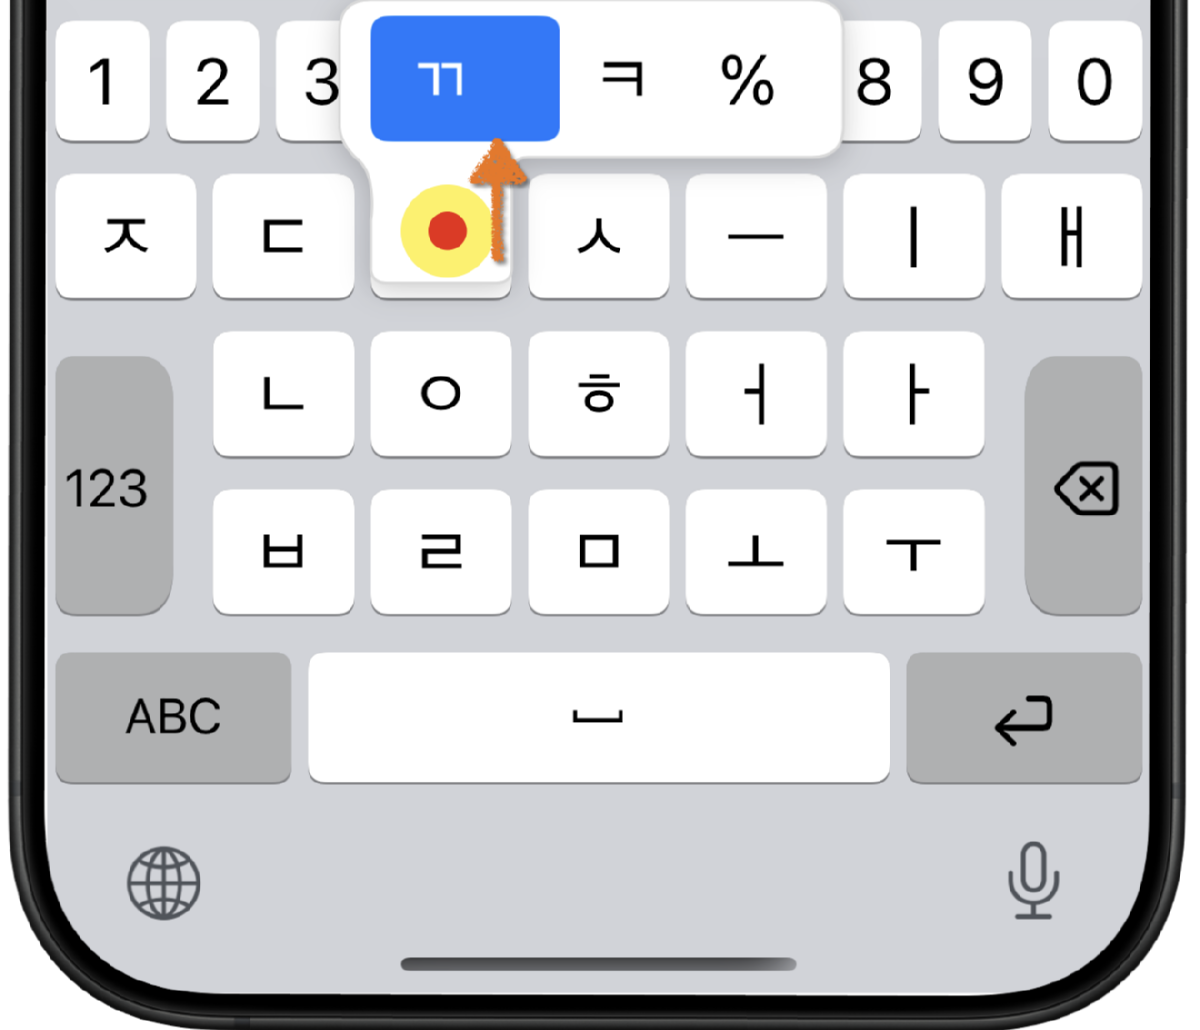 1 2 3 ㄲ ㅋ % 8 9 0
ㅈ ㄷ ㅅ ㅡ ㅣ ㅐ
ㄴ ㅇ ㅎ ㅓ ㅏ
123
ㅂ ㄹ ㅁ ㅗ ㅜ
ABC